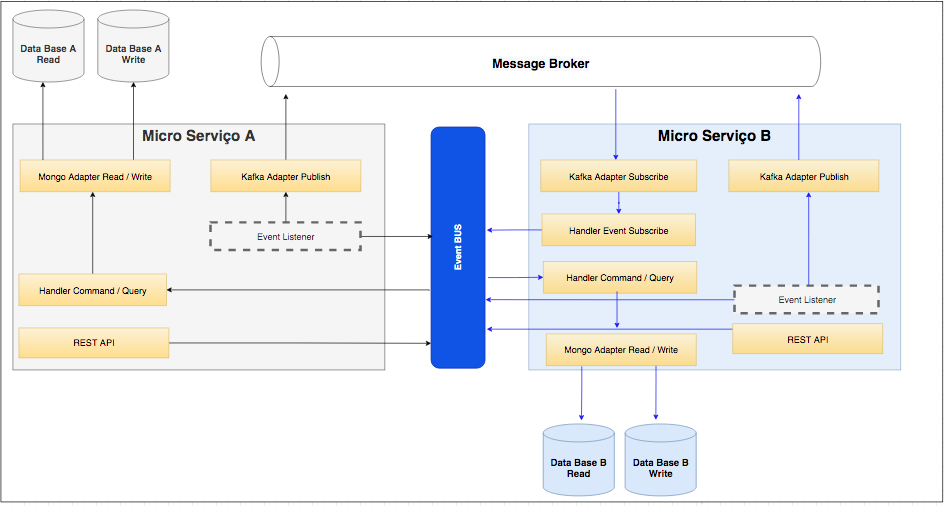 Data Base A
Read
Data Base A
Write
Message Broker
Micro Serviço A
Mongo Adapter Read / Write
Kafka Adapter Publish
Event Listener
Handler Command / Query
REST API
Event BUS
Micro Serviço B
Kafka Adapter Subscribe
Kafka Adapter Publish
Handler Event Subscribe
Handler Command / Query
Event Listener
REST API
Mongo Adapter Read / Write
Data Base B
Read
Data Base B
Write